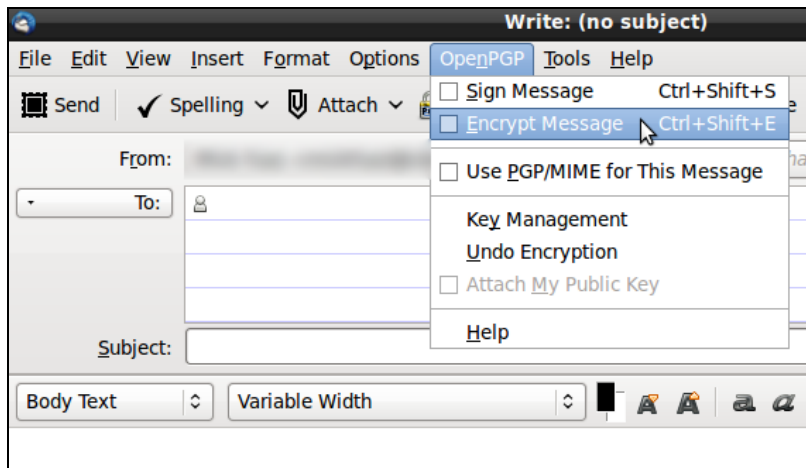 Write: (no subject)
File Edit View Insert Format Options OpenPGP Tools Help
Send Spelling Attach
Sign Message Ctrl+Shift+S
Encrypt Message Ctrl+Shift+E
From:
Use PGP/MIME for This Message
To:
Key Management
Undo Encryption
Attach My Public Key
Help
Subject:
Body Text Variable Width